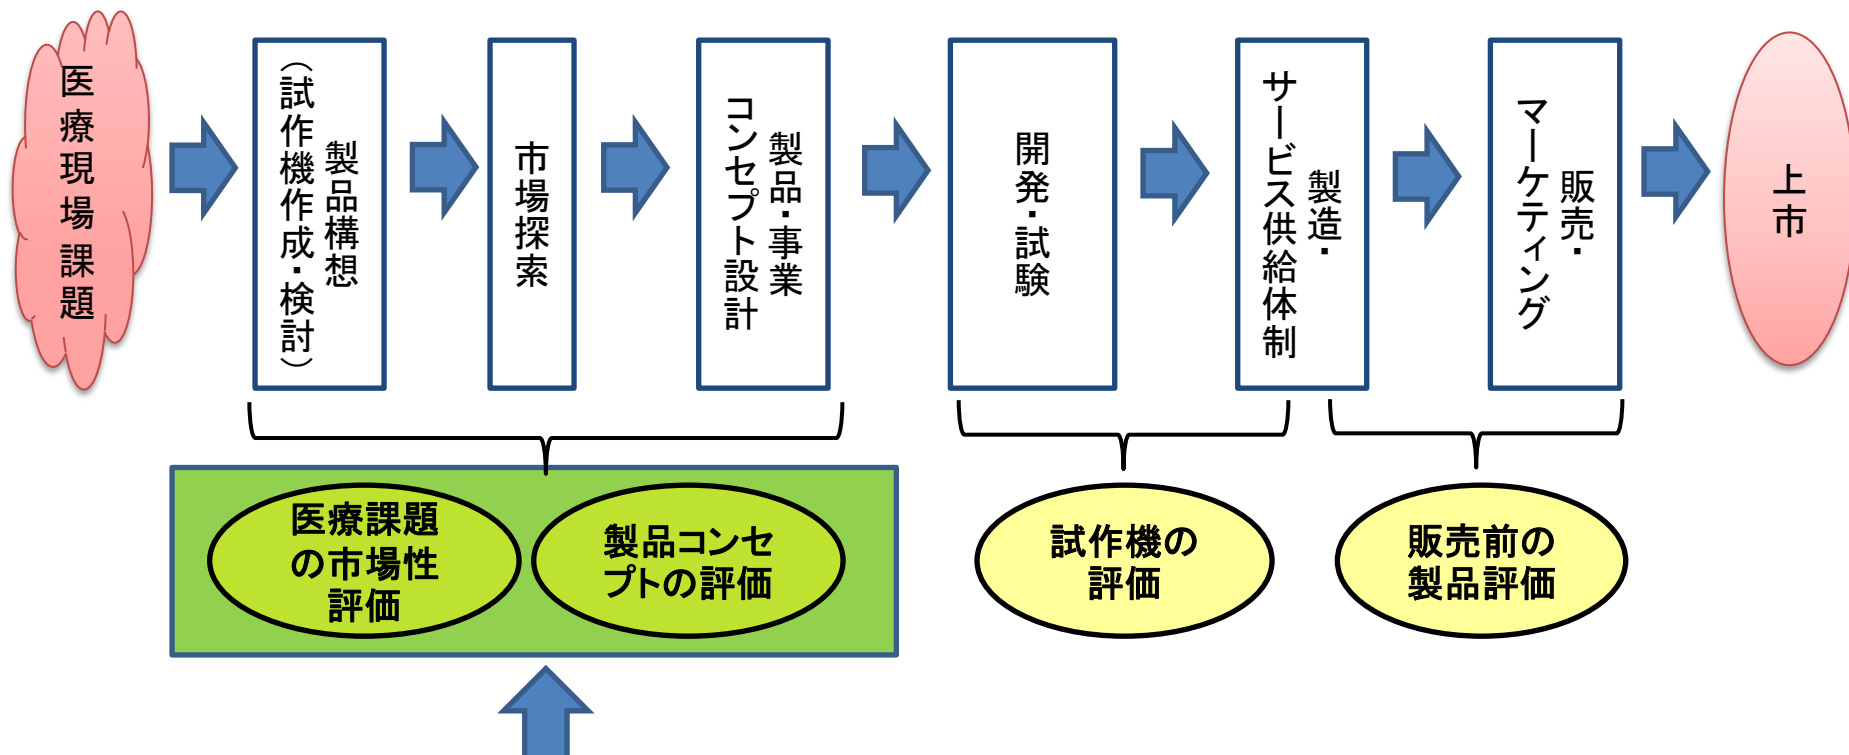 医療現場課題
製品構想
（試作機作成・検討）
市場探索
製品・事業
コンセプト設計
開発・試験
製造・
サービス供給体制
販売・
マーケティング
上市
医療課題
の市場性
評価
製品コンセ
プトの評価
試作機の
評価
販売前の
製品評価